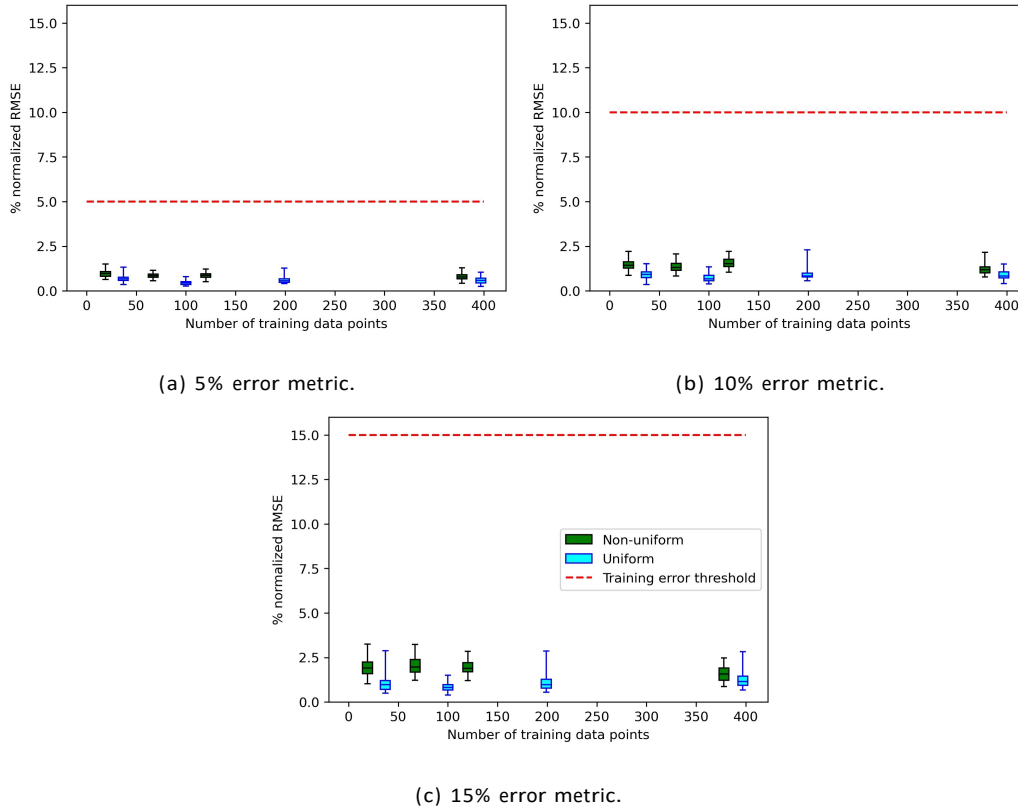 15.0
12.5
10.0
7.5
5.0
2.5
0.0
% normalized RMSE
0 50 100 150 200 250 300 350 400
Number of training data points
(a) 5% error metric.
15.0
12.5
10.0
7.5
5.0
2.5
0.0
% normalized RMSE
0 50 100 150 200 250 300 350 400
Number of training data points
(b) 10% error metric.
15.0
12.5
10.0
7.5
5.0
2.5
0.0
% normalized RMSE
Non-uniform
Uniform
Training error threshold
0 50 100 150 200 250 300 350 400
Number of training data points
(c) 15% error metric.